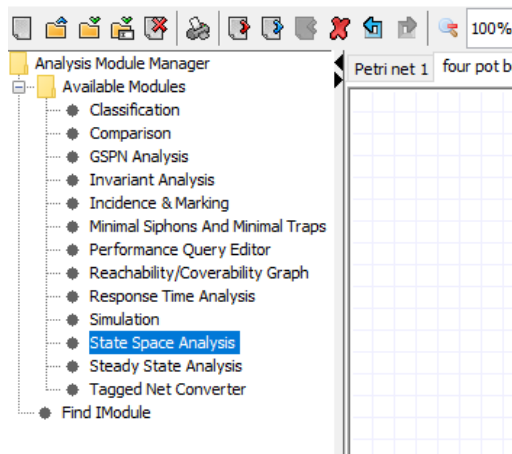 100%
Analysis Module Manager
Available Modules
Classification
Comparison
GSPN Analysis
Invariant Analysis
Incidence & Marking
Minimal Siphons And Minimal Traps
Performance Query Editor
Reachability/Coverability Graph
Response Time Analysis
Simulation
State Space Analysis
Steady State Analysis
Tagged Net Converter
Find IModule
Petri net 1
four pot b